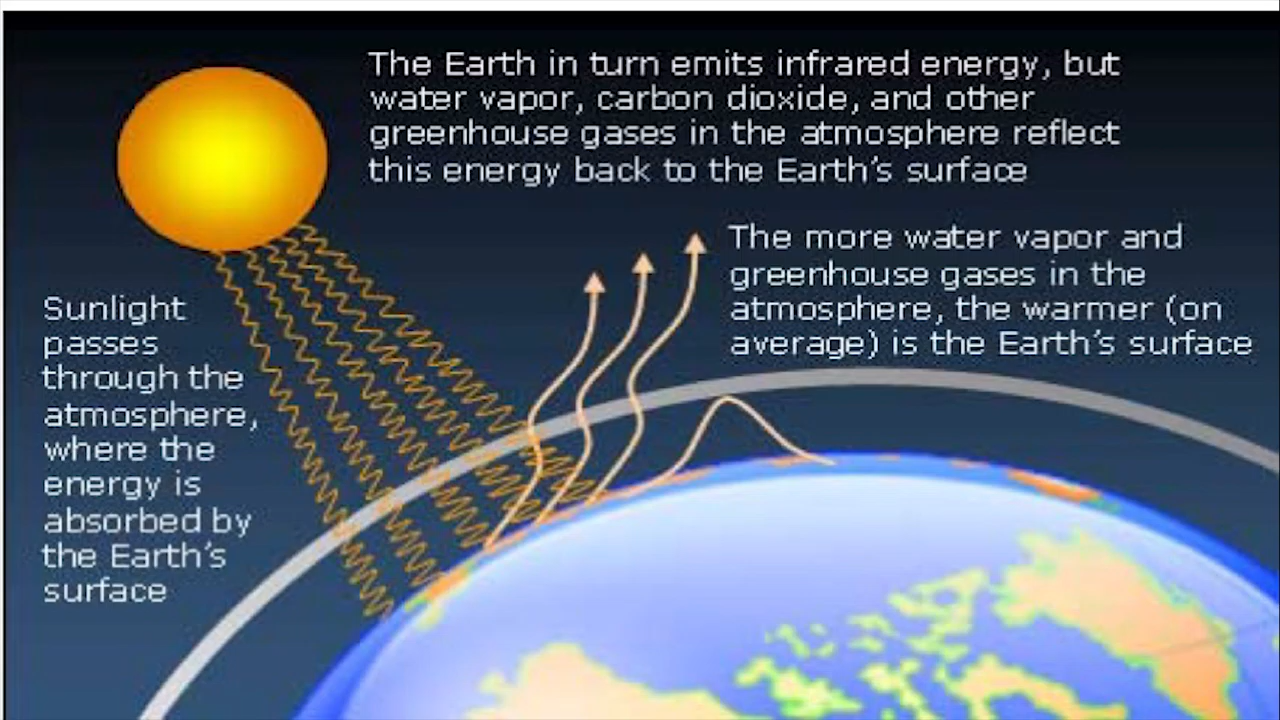 The Earth in turn emits infrared energy, but
water vapor, carbon dioxide, and other
greenhouse gases in the atmosphere reflect
this energy back to the Earth's surface
The more water vapor and
greenhouse gases in the
atmosphere, the warmer (on
average) is the Earth's surface
Sunlight
passes
through the
atmosphere,
where the
energy is
absorbed by
the Earth's
surface